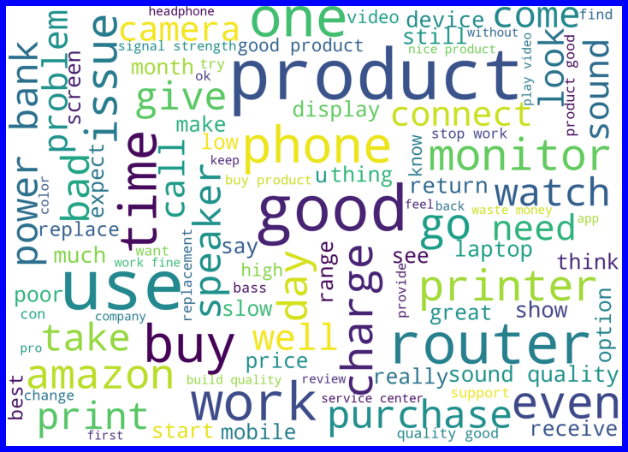 headphone
video
one
come
find
camera
signal strength
good product
still
device
without
bad
problem
screen
issue
month
try
ok
nice product
play video
look
product good
sound
product
power bank
give
display
connect
make
low
phone
know
stop work
monitor
time
call
keep
expect
bad
color
buy product
uthing
return
watch
replace
speaker
good
feel
back
waste money
app
go
need
much
want
work fine
say
day
range
see
laptop
think
replacement
high
bass
charge
provide
use
poor
con
company
slow
printer
great
show
option
take
buy
well
router
pro
amazon
price
really
sound quality
best
change
build quality
review
work
service center
support
even
print
purchase
first
start
mobile
quality good
receive